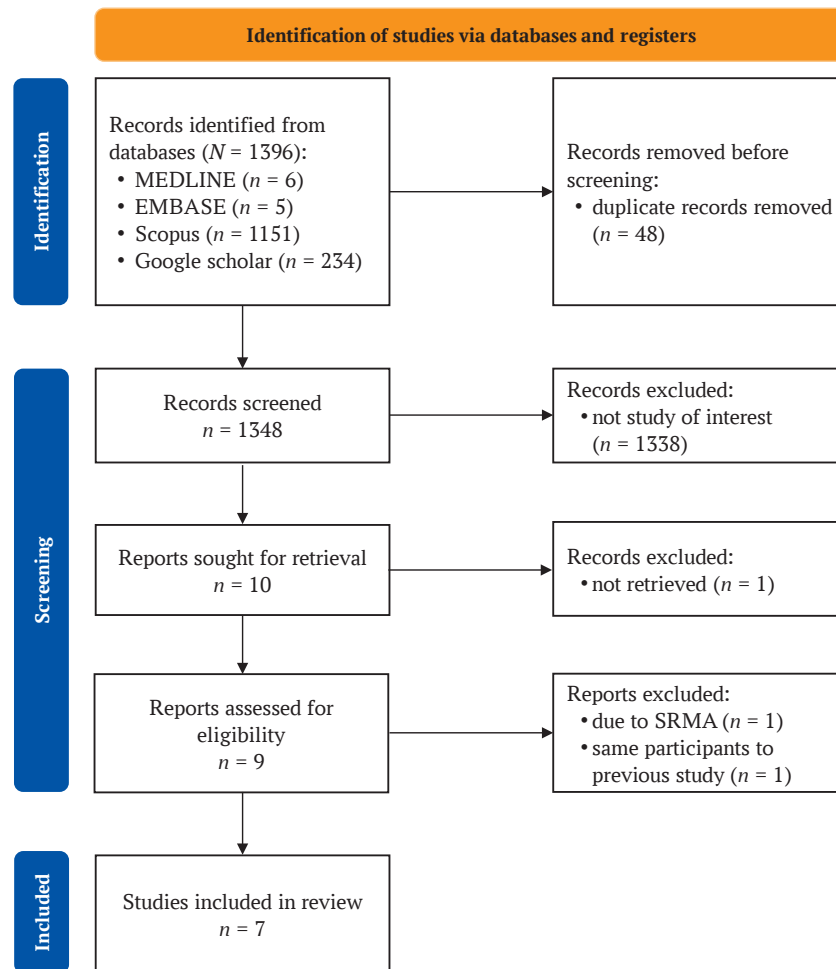 Identification of studies via databases and registers
Identification
Records identified from
databases (N = 1396):
• MEDLINE (n = 6)
• EMBASE (n = 5)
• Scopus (n = 1151)
• Google scholar (n = 234)
Records removed before
screening:
• duplicate records removed
(n = 48)
Screening
Records screened
n = 1348
Records excluded:
• not study of interest
(n = 1338)
Reports sought for retrieval
n = 10
Records excluded:
• not retrieved (n = 1)
Reports assessed for
eligibility
n = 9
Reports excluded:
• due to SRMA (n = 1)
• same participants to
previous study (n = 1)
Included
Studies included in review
n = 7